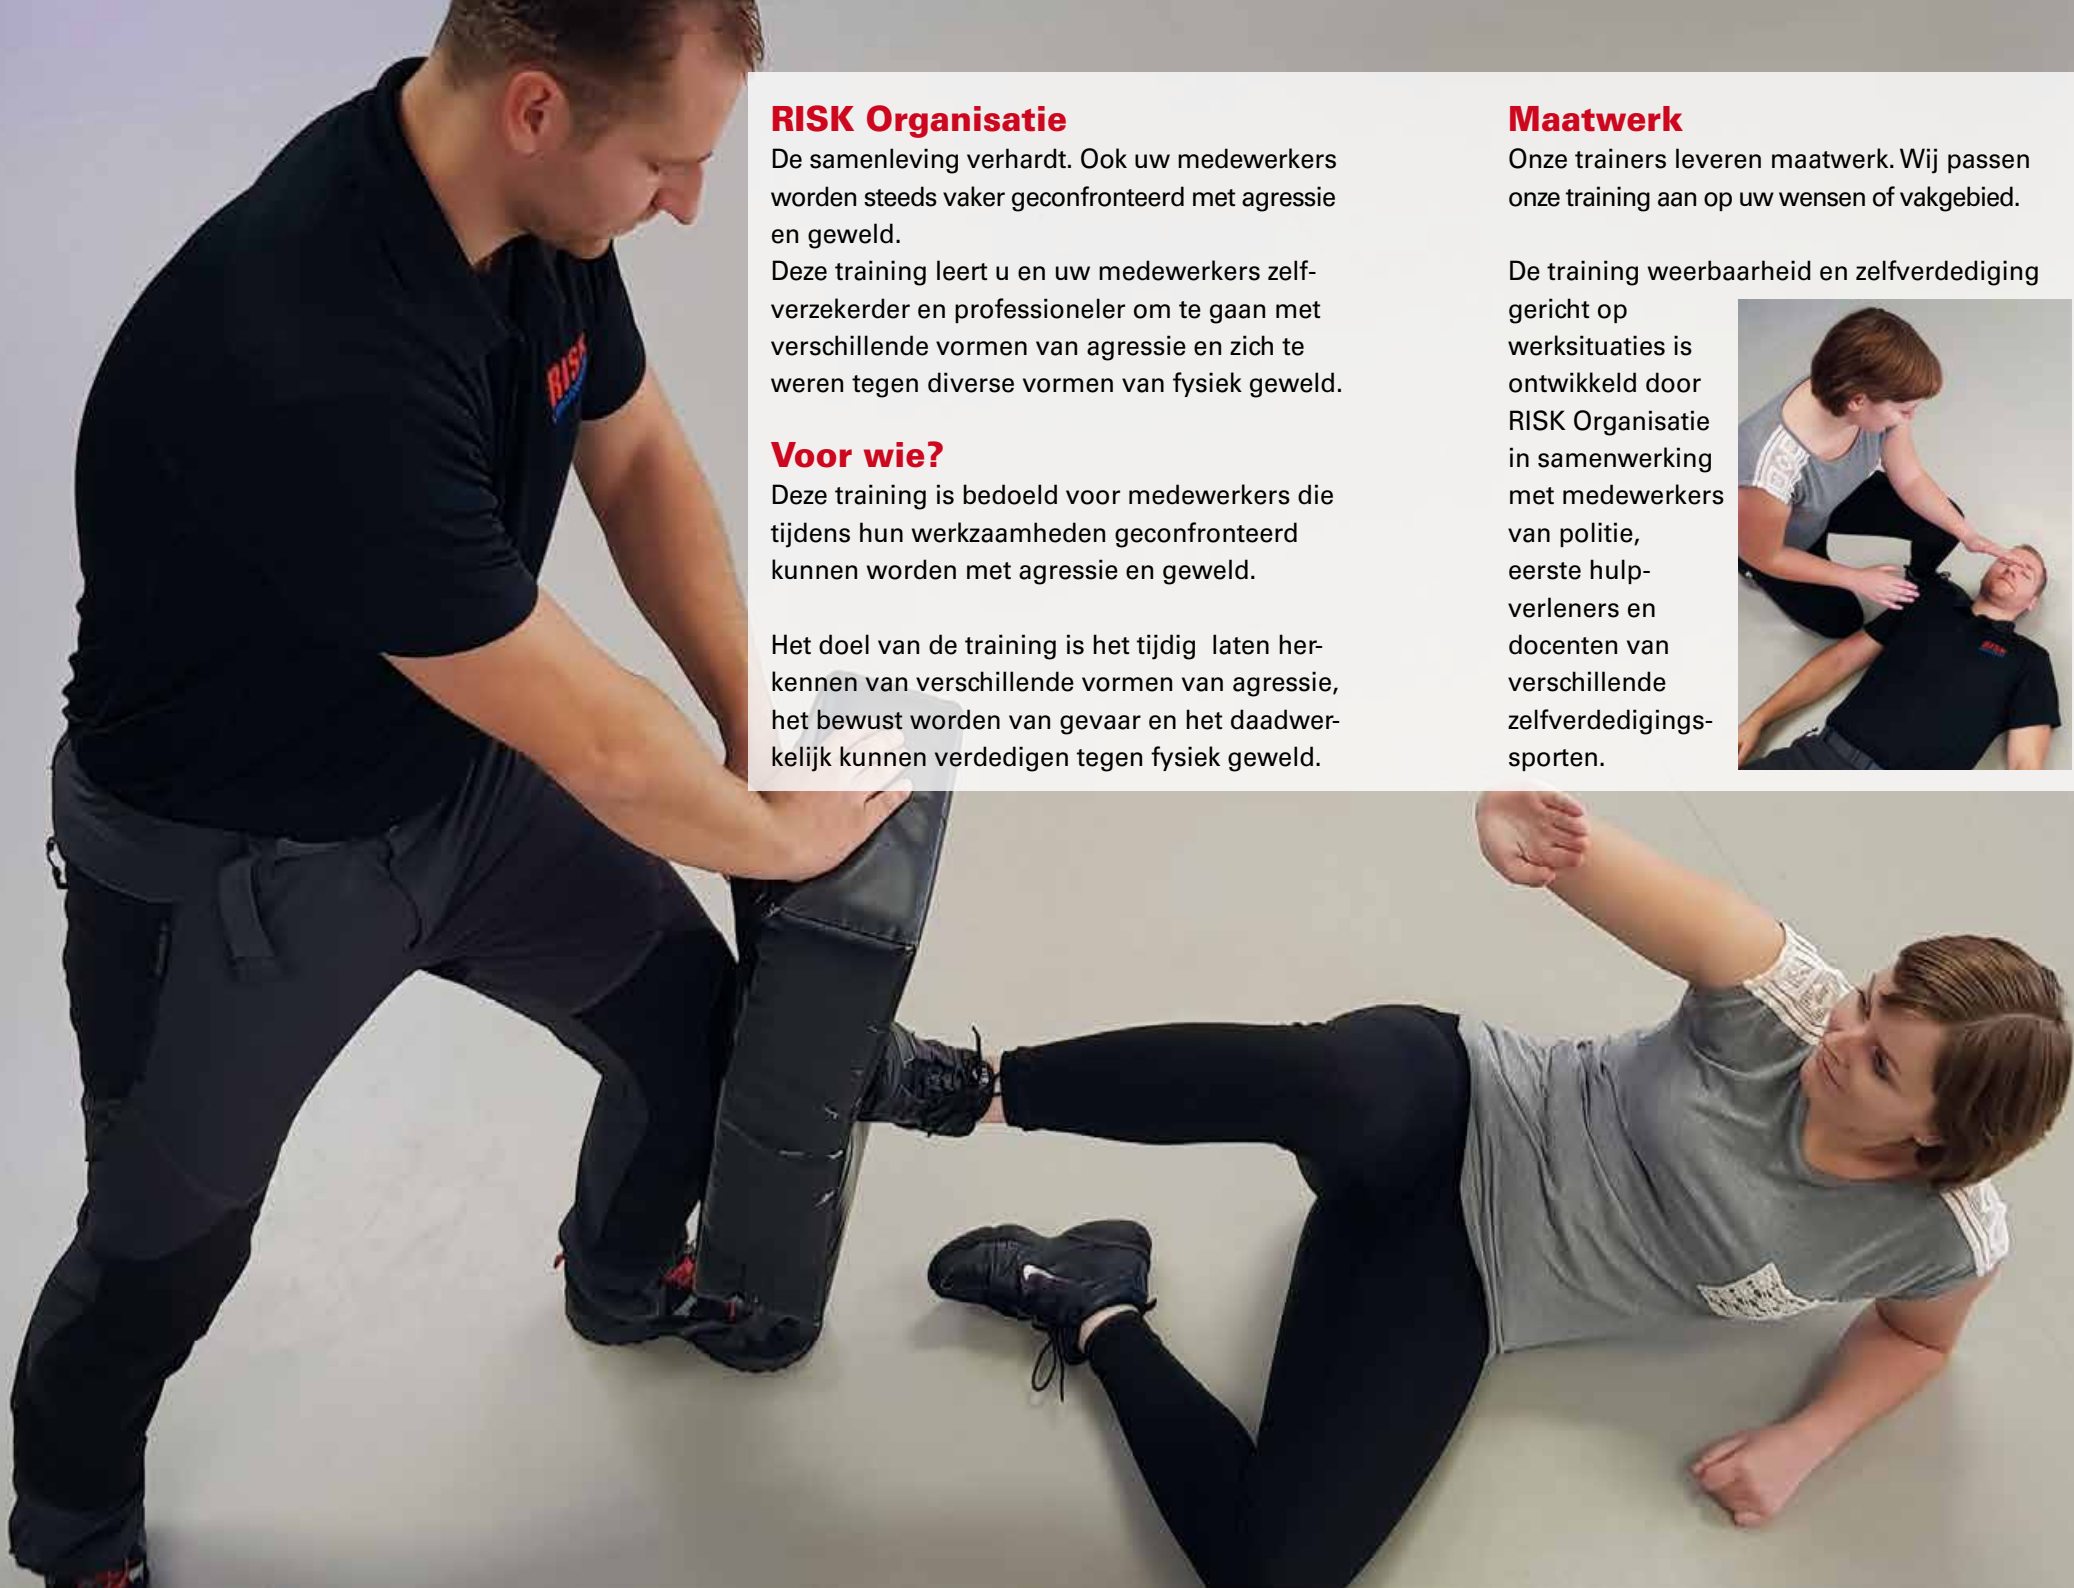 RISK Organisatie
De samenleving verhardt. Ook uw medewerkers
worden steeds vaker geconfronteerd met agressie
en geweld.
Deze training leert u en uw medewerkers zelf-
verzekerder en professioneler om te gaan met
verschillende vormen van agressie en zich te
weren tegen diverse vormen van fysiek geweld.
Voor wie?
Deze training is bedoeld voor medewerkers die
tijdens hun werkzaamheden geconfronteerd
kunnen worden met agressie en geweld.
Het doel van de training is het tijdig  laten her-
kennen van verschillende vormen van agressie,
het bewust worden van gevaar en het daadwer-
kelijk kunnen verdedigen tegen fysiek geweld.
Maatwerk
Onze trainers leveren maatwerk. Wij passen
onze training aan op uw wensen of vakgebied.
De training weerbaarheid en zelfverdediging
gericht op
werksituaties is
ontwikkeld door
RISK Organisatie
in samenwerking
met medewerkers
van politie,
eerste hulp-
verleners en
docenten van
verschillende
zelfverdedigings-
sporten.
RISK
RISK